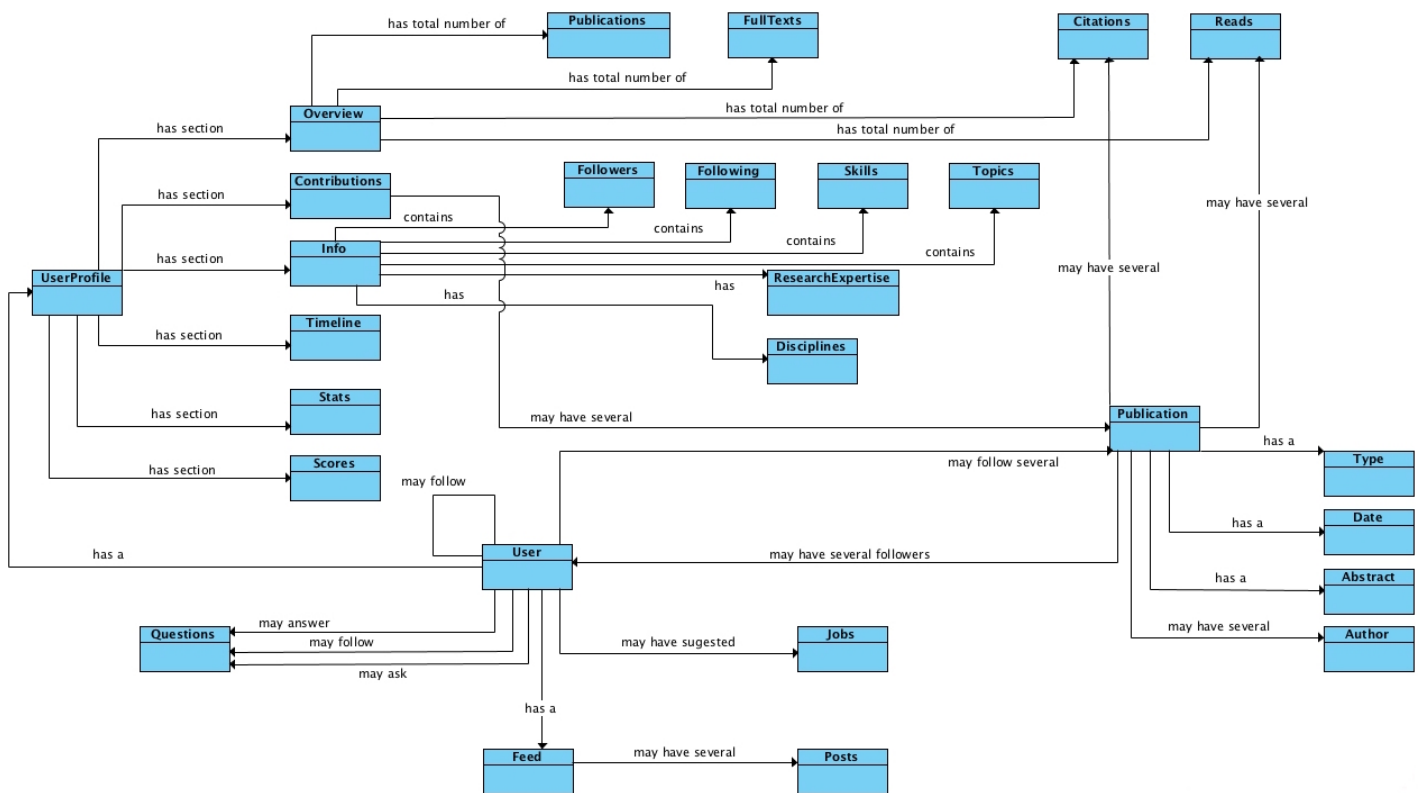 has total number of
Publications
FullTexts
Citations
Reads
has total number of
Overview
has total number of
has total number of
has section
Followers
Following
Skills
Topics
Contributions
has section
may have several
contains
contains
contains
contains
Info
has section
UserProfile
may have several
ResearchExpertise
has
has
Timeline
has section
Disciplines
Stats
has section
may have several
Publication
has a
Type
Scores
has section
may follow several
may follow
Date
has a
User
has a
may have several followers
Abstract
has a
Questions
may answer
may follow
may ask
may have sugested
Jobs
may have several
Author
has a
Feed
may have several
Posts